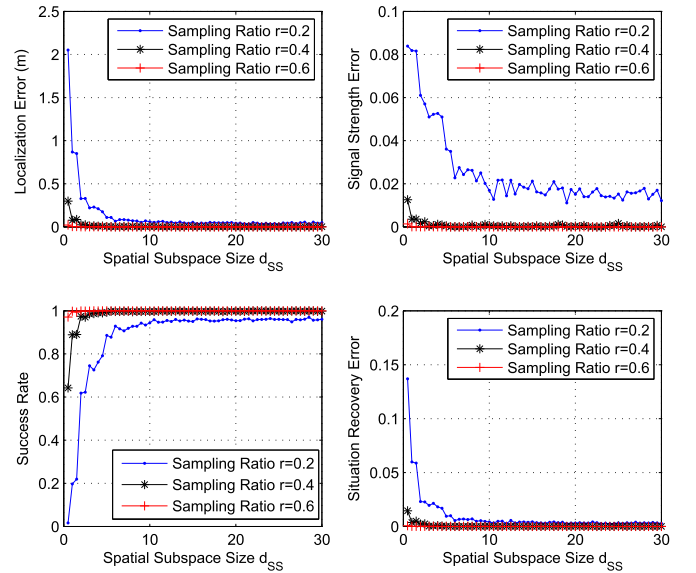 Localization Error (m)
2.5
2
1.5
1
0.5
0
0 10 20 30
Spatial Subspace Size d_SS
Sampling Ratio r=0.2
Sampling Ratio r=0.4
Sampling Ratio r=0.6
Signal Strength Error
0.1
0.08
0.06
0.04
0.02
0
0 10 20 30
Spatial Subspace Size d_SS
Sampling Ratio r=0.2
Sampling Ratio r=0.4
Sampling Ratio r=0.6
Success Rate
1
0.8
0.6
0.4
0.2
0
0 10 20 30
Spatial Subspace Size d_SS
Sampling Ratio r=0.2
Sampling Ratio r=0.4
Sampling Ratio r=0.6
Situation Recovery Error
0.2
0.15
0.1
0.05
0
0 10 20 30
Spatial Subspace Size d_SS
Sampling Ratio r=0.2
Sampling Ratio r=0.4
Sampling Ratio r=0.6